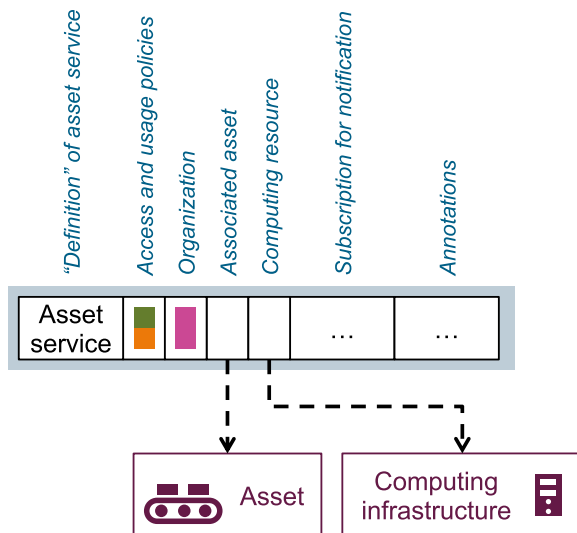 “Definition” of asset service
Access and usage policies
Organization
Associated asset
Computing resource
Subscription for notification
Annotations
Asset
service
...
...
Asset
Computing
infrastructure